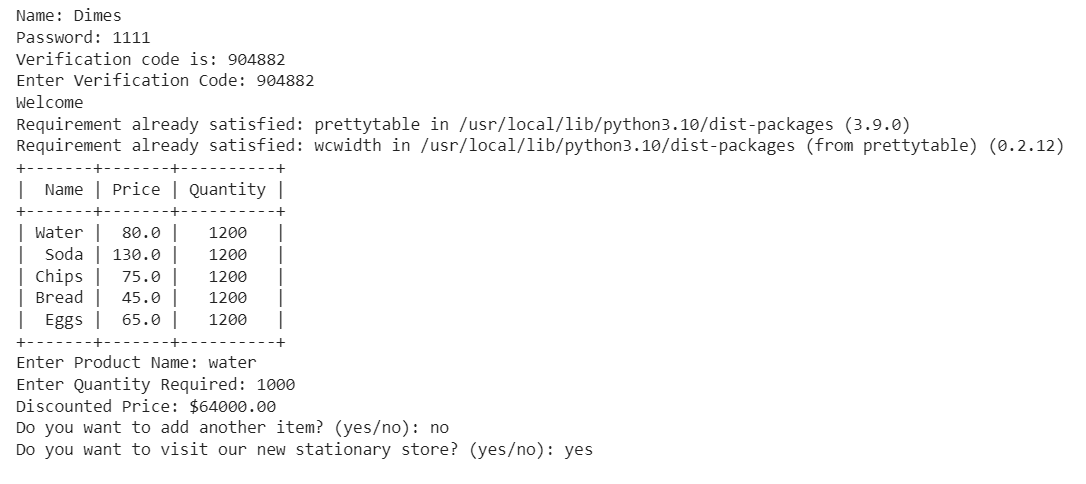 Name: Dimes
Password: 1111
Verification code is: 904882
Enter Verification Code: 904882
Welcome
Requirement already satisfied: prettytable in /usr/local/lib/python3.10/dist-packages (3.9.0)
Requirement already satisfied: wcwidth in /usr/local/lib/python3.10/dist-packages (from prettytable) (0.2.12)
+-------+-------+----------+
|  Name | Price | Quantity |
+-------+-------+----------+
| Water |  80.0 |   1200   |
|  Soda | 130.0 |   1200   |
| Chips |  75.0 |   1200   |
| Bread |  45.0 |   1200   |
|  Eggs |  65.0 |   1200   |
+-------+-------+----------+
Enter Product Name: water
Enter Quantity Required: 1000
Discounted Price: $64000.00
Do you want to add another item? (yes/no): no
Do you want to visit our new stationary store? (yes/no): yes